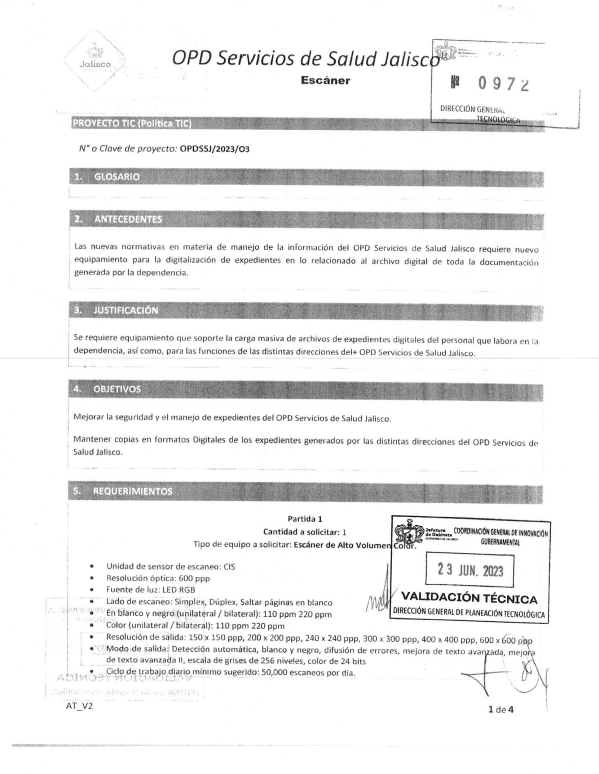 Jalisco
OPD Servicios de Salud Jalisco
Escáner
Nº 0972
DIRECCIÓN GENERAL
TECNOLÓGICA
PROYECTO TIC (Política TIC)
N° o Clave de proyecto: OPDSSJ/2023/O3
1. GLOSARIO
2. ANTECEDENTES
Las nuevas normativas en materia de manejo de la información del OPD Servicios de Salud Jalisco requiere nuevo
equipamiento para la digitalización de expedientes en lo relacionado al archivo digital de toda la documentación
generada por la dependencia.
3. JUSTIFICACIÓN
Se requiere equipamiento que soporte la carga masiva de archivos de expedientes digitales del personal que labora en la
dependencia, así como, para las funciones de las distintas direcciones del+ OPD Servicios de Salud Jalisco.
4. OBJETIVOS
Mejorar la seguridad y el manejo de expedientes del OPD Servicios de Salud Jalisco.
Mantener copias en formatos Digitales de los expedientes generados por las distintas direcciones del OPD Servicios de
Salud Jalisco.
5. REQUERIMIENTOS
Partida 1
Cantidad a solicitar: 1
Tipo de equipo a solicitar: Escáner de Alto Volumen Color.
Jefatura de Gabinete
COORDINACIÓN GENERAL DE INNOVACIÓN
GUBERNAMENTAL
23 JUN. 2023
VALIDACIÓN TÉCNICA
DIRECCIÓN GENERAL DE PLANEACIÓN TECNOLÓGICA
• Unidad de sensor de escaneo: CIS
• Resolución óptica: 600 ppp
• Fuente de luz: LED RGB
• Lado de escaneo: Simplex, Dúplex, Saltar páginas en blanco
• En blanco y negro (unilateral / bilateral): 110 ppm 220 ppm
• Color (unilateral / bilateral): 110 ppm 220 ppm
• Resolución de salida: 150 x 150 ppp, 200 x 200 ppp, 240 x 240 ppp, 300 x 300 ppp, 400 x 400 ppp, 600 x 600 ppp
• Modo de salida: Detección automática, blanco y negro, difusión de errores, mejora de texto avanzada, mejora
de texto avanzada II, escala de grises de 256 niveles, color de 24 bits
• Ciclo de trabajo diario mínimo sugerido: 50,000 escaneos por día.
AT_V2
1 de 4